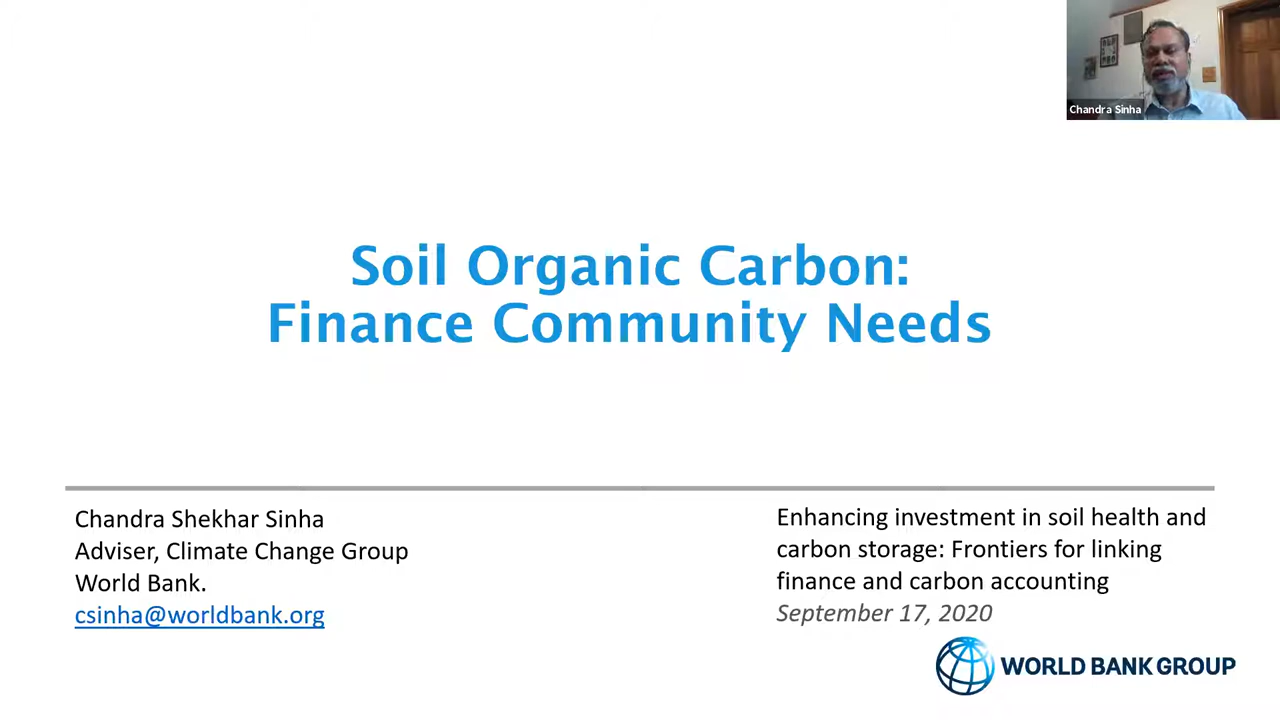 Chandra Sinha
Soil Organic Carbon:
Finance Community Needs
Chandra Shekhar Sinha
Adviser, Climate Change Group
World Bank.
csinha@worldbank.org
Enhancing investment in soil health and
carbon storage: Frontiers for linking
finance and carbon accounting
September 17, 2020
WORLD BANK GROUP